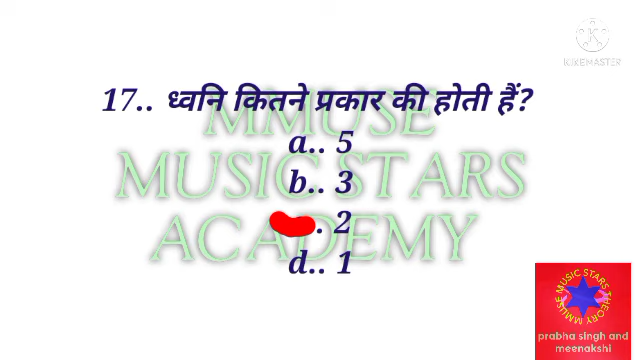 KINEMASTER
17.. ध्वनि कितने प्रकार की होती हैं?
a.. 5
b.. 3
. 2
d.. 1
MMUSE
MUSIC STARS
ACADEMY
MMUSE MUSIC STARS THEORY
prabha singh and
meenakshi